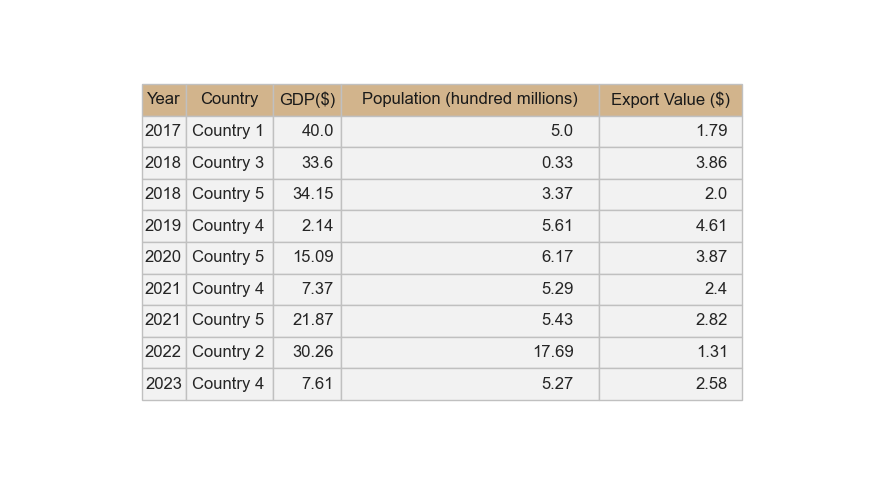 Year Country GDP($) Population (hundred millions) Export Value ($)
2017 Country 1 40.0 5.0 1.79
2018 Country 3 33.6 0.33 3.86
2018 Country 5 34.15 3.37 2.0
2019 Country 4 2.14 5.61 4.61
2020 Country 5 15.09 6.17 3.87
2021 Country 4 7.37 5.29 2.4
2021 Country 5 21.87 5.43 2.82
2022 Country 2 30.26 17.69 1.31
2023 Country 4 7.61 5.27 2.58